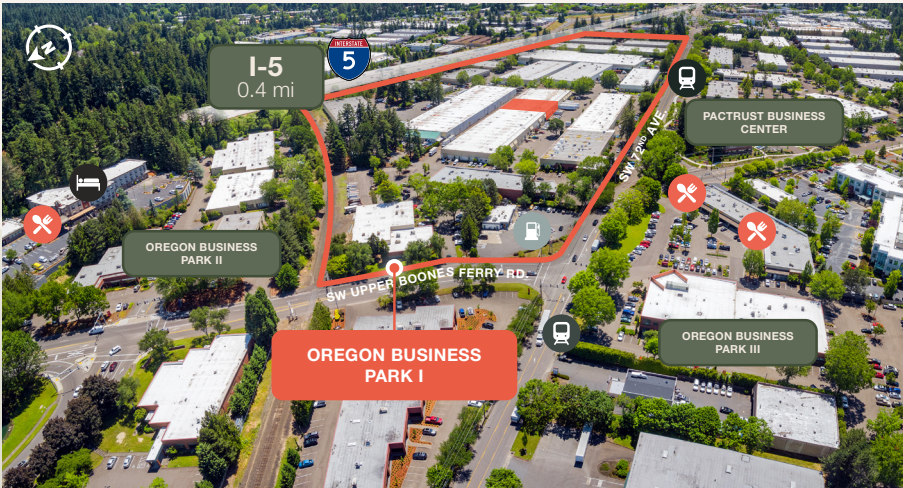 N
I-5
0.4 mi
INTERSTATE
5
PACTRUST BUSINESS
CENTER
SW 72ND AVE.
OREGON BUSINESS
PARK II
SW UPPER BOONES FERRY RD.
OREGON BUSINESS
PARK III
OREGON BUSINESS
PARK I